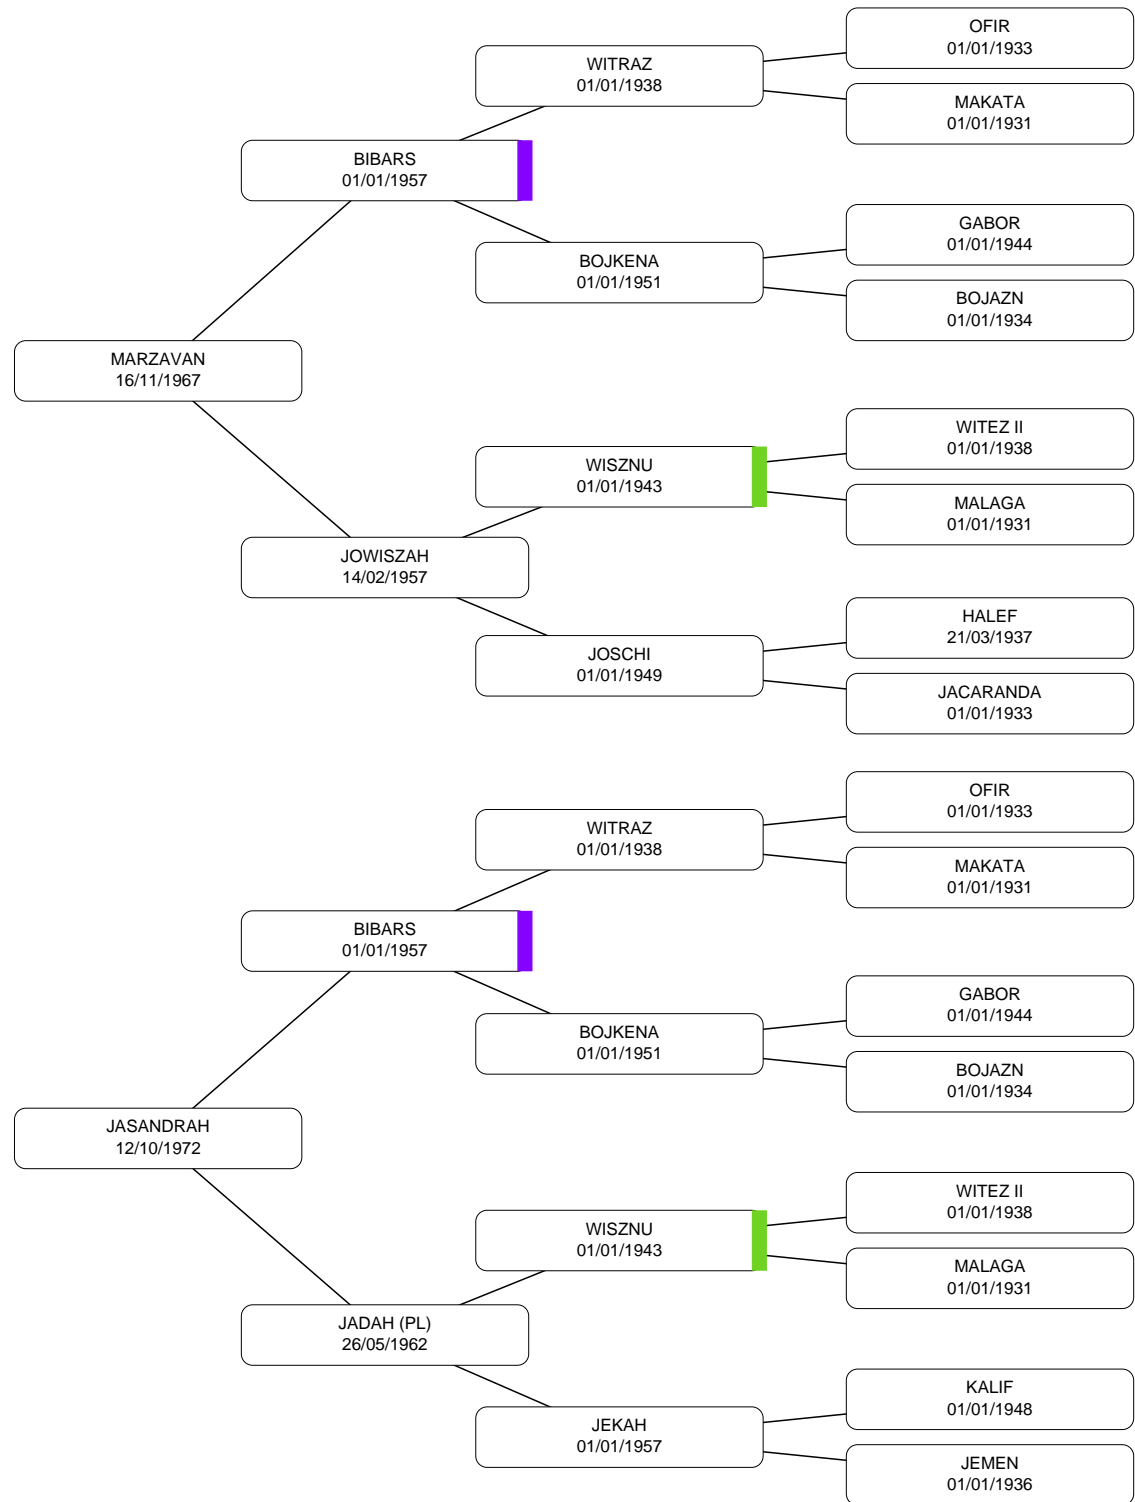 OFIR
01/01/1933
WITRAZ
01/01/1938
MAKATA
01/01/1931
BIBARS
01/01/1957
GABOR
01/01/1944
BOJKENA
01/01/1951
BOJAZN
01/01/1934
MARZAVAN
16/11/1967
WITEZ II
01/01/1938
WISZNU
01/01/1943
MALAGA
01/01/1931
JOWISZAH
14/02/1957
HALEF
21/03/1937
JOSCHI
01/01/1949
JACARANDA
01/01/1933
OFIR
01/01/1933
WITRAZ
01/01/1938
MAKATA
01/01/1931
BIBARS
01/01/1957
GABOR
01/01/1944
BOJKENA
01/01/1951
BOJAZN
01/01/1934
JASANDRAH
12/10/1972
WITEZ II
01/01/1938
WISZNU
01/01/1943
MALAGA
01/01/1931
JADAH (PL)
26/05/1962
KALIF
01/01/1948
JEKAH
01/01/1957
JEMEN
01/01/1936